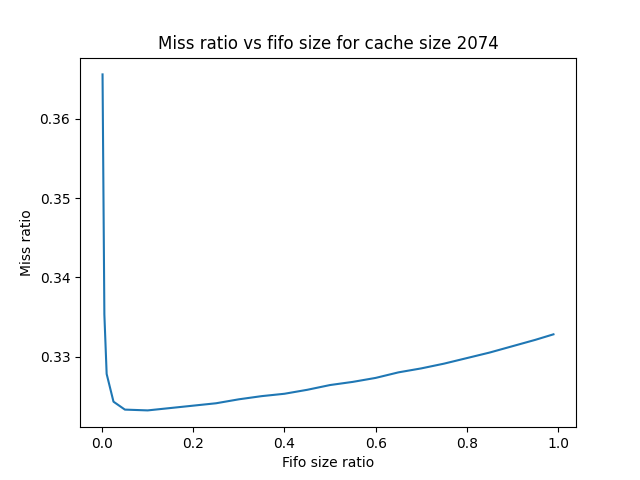 Miss ratio vs fifo size for cache size 2074
0.36
0.35
0.34
0.33
Miss ratio
0.0 0.2 0.4 0.6 0.8 1.0
Fifo size ratio